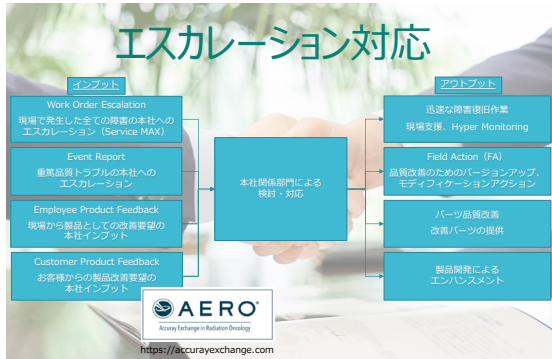 エスカレーション対応
インプット
Work Order Escalation
現場で発生した全ての障害の本社への
エスカレーション（Service MAX）
Event Report
重篤品質トラブルの本社への
エスカレーション
Employee Product Feedback
現場から製品としての改善要望の
本社インプット
Customer Product Feedback
お客様からの製品改善要望の
本社インプット
本社関係部門による
検討・対応
アウトプット
迅速な障害復旧作業
現場支援、Hyper Monitoring
Field Action（FA）
品質改善のためのバージョンアップ、
モディフィケーションアクション
パーツ品質改善
改善パーツの提供
製品開発による
エンハンスメント
AERO
Accuray Exchange in Radiation Oncology
https://accurayexchange.com